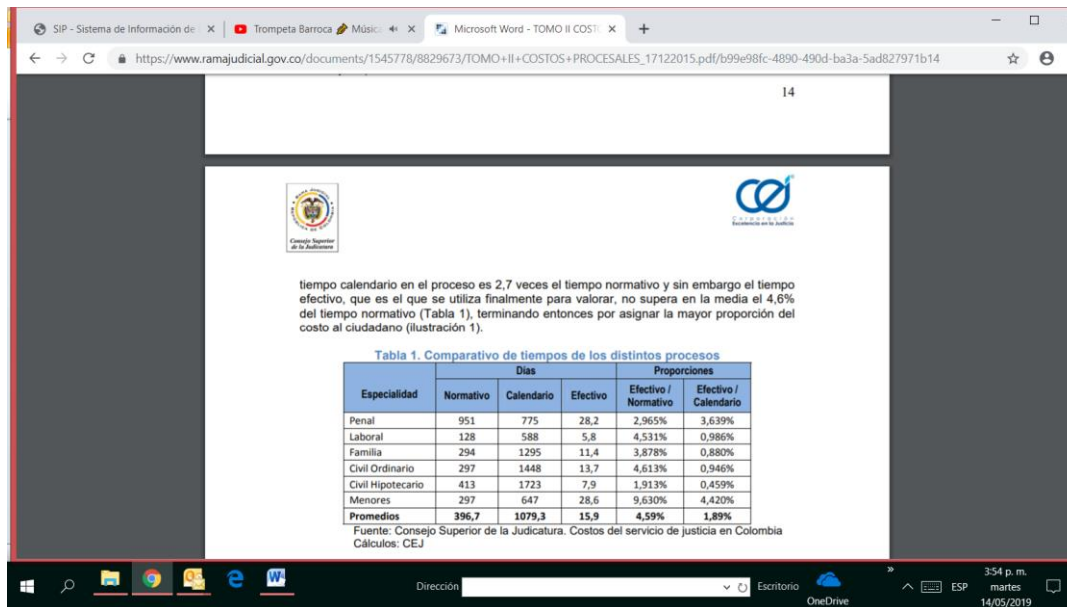 SIP - Sistema de Información de
Trompeta Barroca Música
Microsoft Word - TOMO II COST
https://www.ramajudicial.gov.co/documents/1545778/8829673/TOMO+II+COSTOS+PROCESALES_17122015.pdf/b99e98fc-4890-490d-ba3a-5ad827971b14
14
Consejo Superior
de la Judicatura
cej
Corporación
Excelencia en la Justicia
tiempo calendario en el proceso es 2,7 veces el tiempo normativo y sin embargo el tiempo
efectivo, que es el que se utiliza finalmente para valorar, no supera en la media el 4,6%
del tiempo normativo (Tabla 1), terminando entonces por asignar la mayor proporción del
costo al ciudadano (ilustración 1).
Tabla 1. Comparativo de tiempos de los distintos procesos
Especialidad Días Proporciones
Normativo Calendario Efectivo Efectivo / Normativo Efectivo / Calendario
Penal 951 775 28,2 2,965% 3,639%
Laboral 128 588 5,8 4,531% 0,986%
Familia 294 1295 11,4 3,878% 0,880%
Civil Ordinario 297 1448 13,7 4,613% 0,946%
Civil Hipotecario 413 1723 7,9 1,913% 0,459%
Menores 297 647 28,6 9,630% 4,420%
Promedios 396,7 1079,3 15,9 4,59% 1,89%
Fuente: Consejo Superior de la Judicatura. Costos del servicio de justicia en Colombia
Cálculos: CEJ
Dirección
Escritorio
OneDrive
ESP
3:54 p. m.
martes
14/05/2019